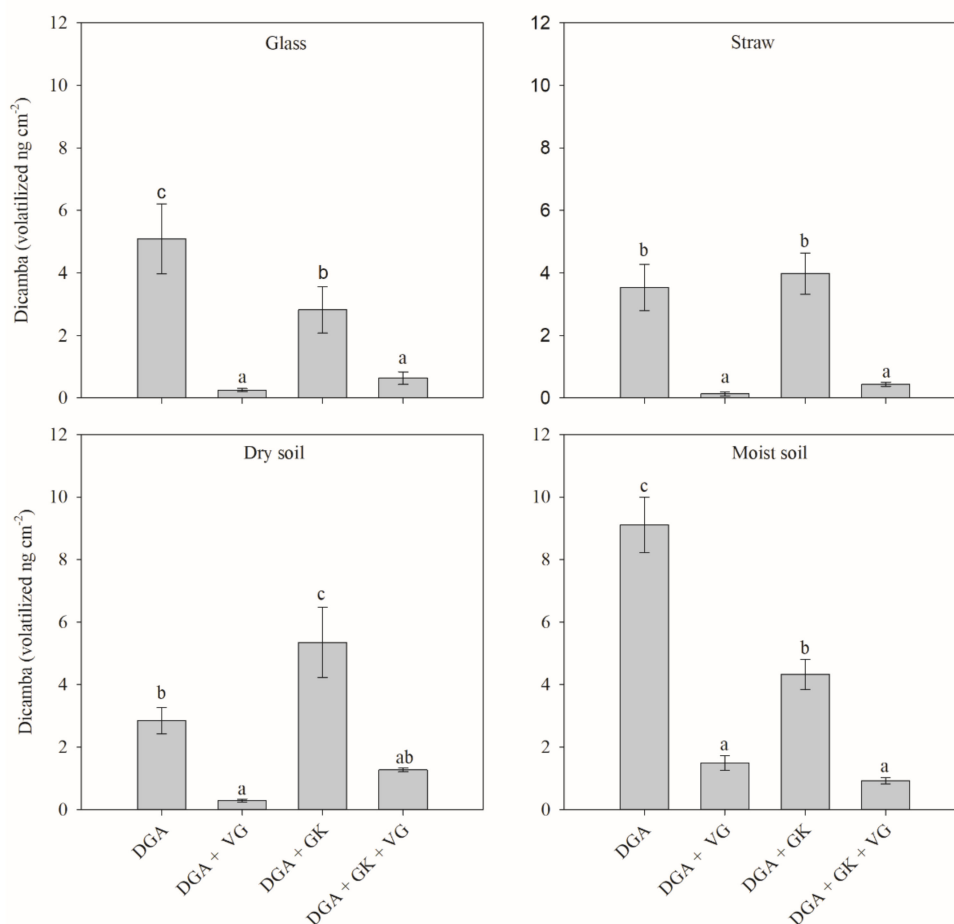 Glass
Dicamba (volatilized ng cm-2)
12
10
8
6
4
2
0
c
a
b
a
Straw
12
10
8
6
4
2
0
b
a
b
a
Dry soil
Dicamba (volatilized ng cm-2)
12
10
8
6
4
2
0
b
a
c
ab
DGA
DGA + VG
DGA + GK
DGA + GK + VG
Moist soil
12
10
8
6
4
2
0
c
a
b
a
DGA
DGA + VG
DGA + GK
DGA + GK + VG